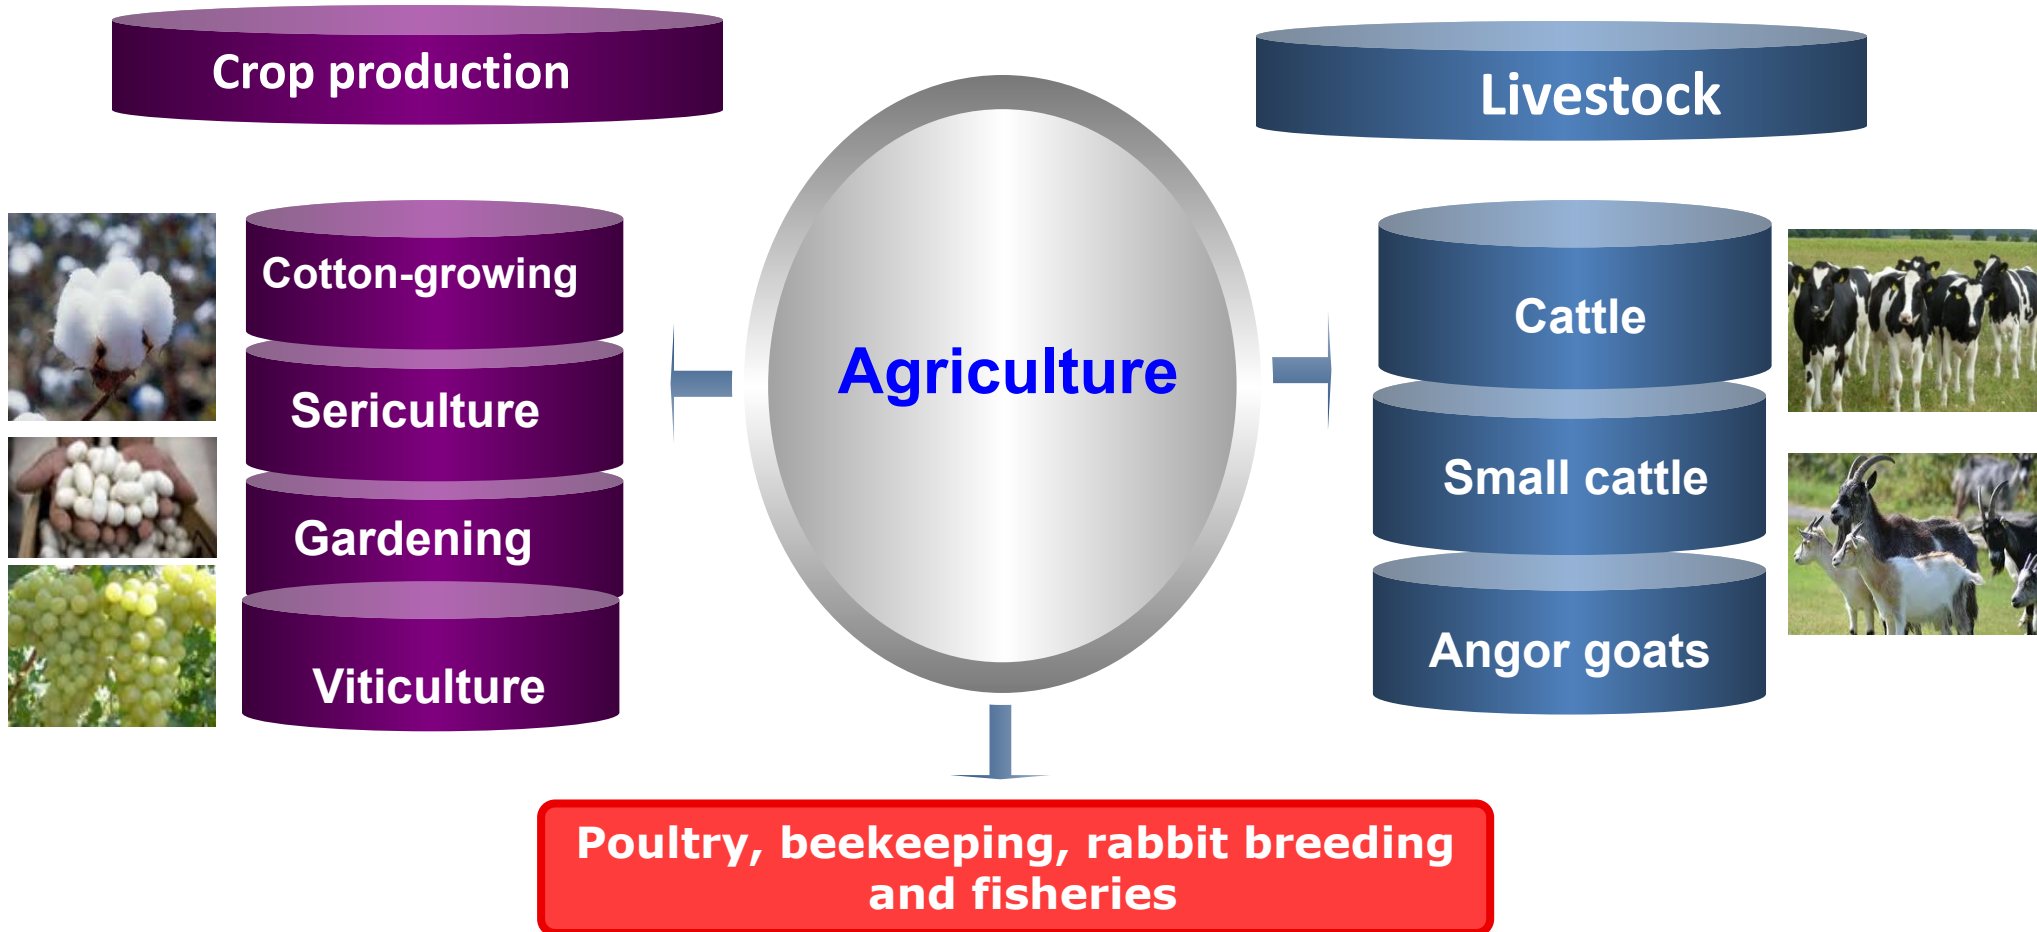 Crop production
Livestock
Cotton-growing
Sericulture
Gardening
Viticulture
Agriculture
Cattle
Small cattle
Angor goats
Poultry, beekeeping, rabbit breeding
and fisheries